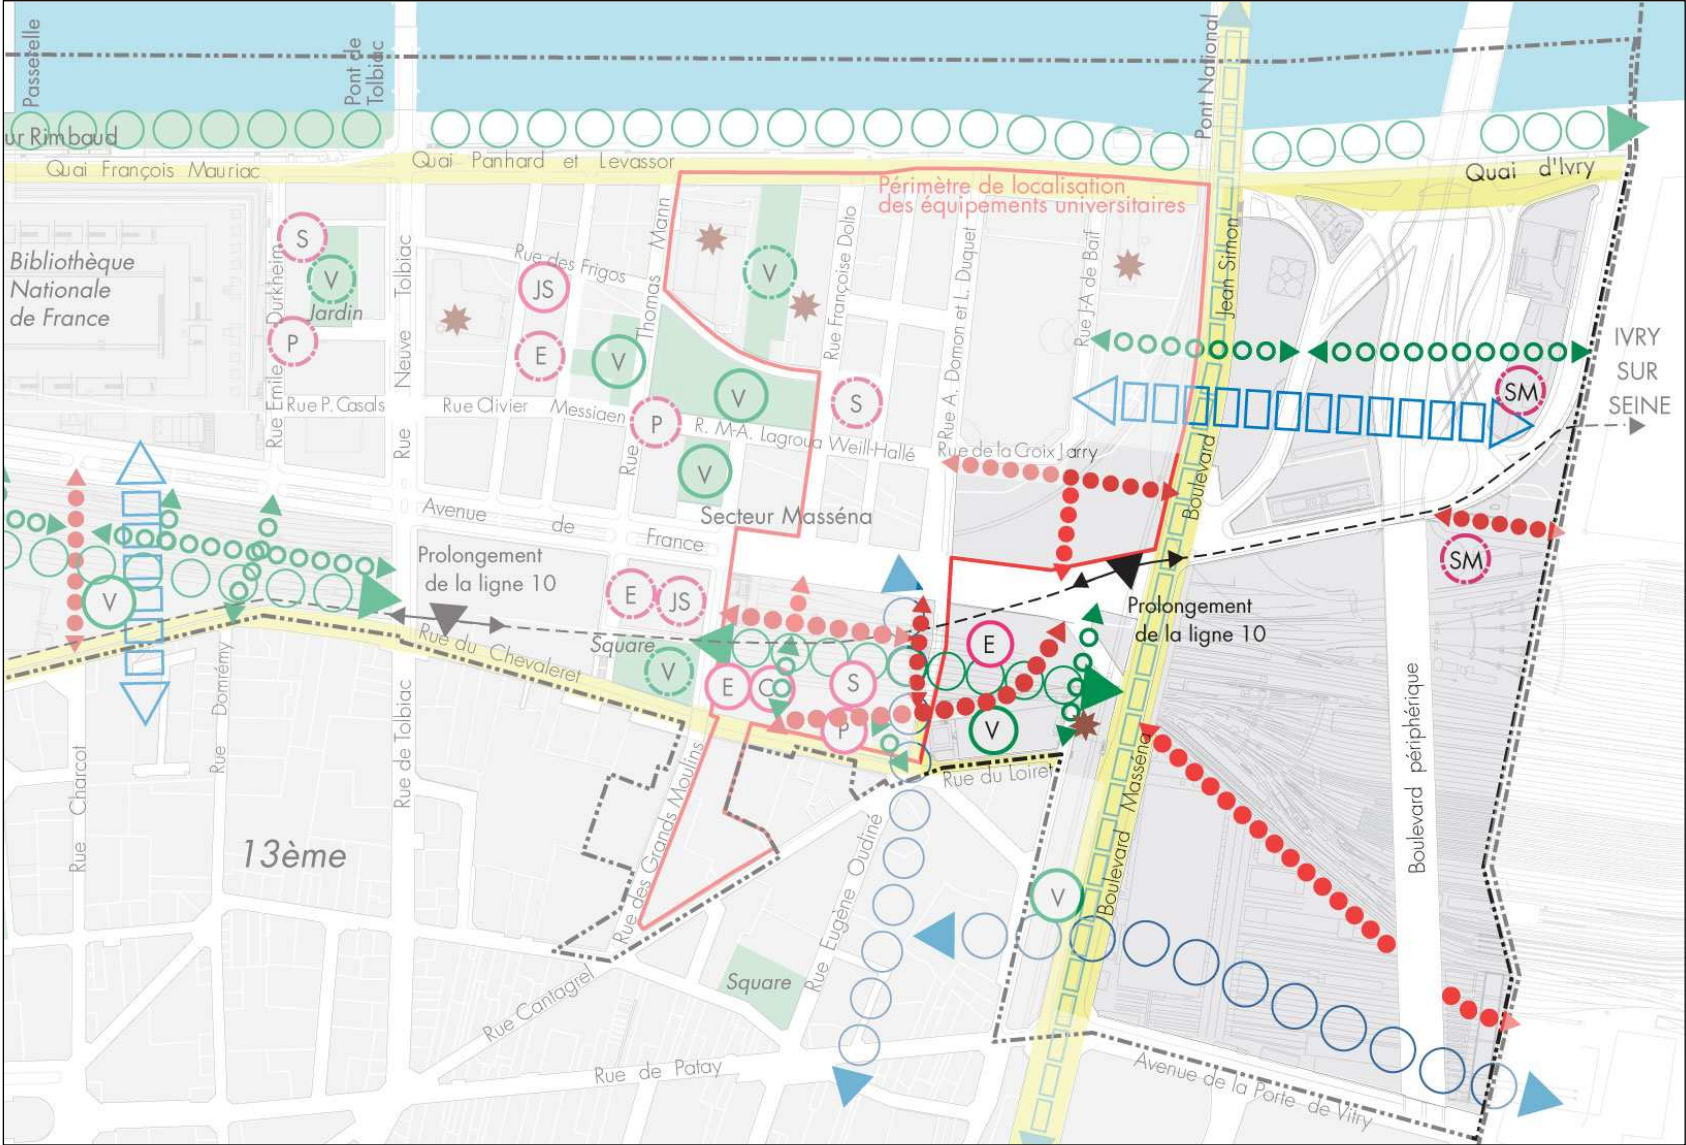 Passerelle
Pont de
Tolbiac
Pont National
ur Rimbaud
Quai François Mauriac
Quai Panhard et Levassor
Quai d'Ivry
Périmètre de localisation
des équipements universitaires
Bibliothèque
Nationale
de France
S
V
Jardin
P
Rue Emile Durkheim
Rue Neuve Tolbiac
Rue des Frigos
JS
E
V
Rue Thomas Mann
V
Rue Françoise Dolto
Rue A. Domon et L. Duquet
Rue J-A de Baïf
Boulevard Jean Simon
IVRY
SUR
SEINE
SM
Rue P. Casals
Rue Olivier Messiaen
P
V
S
R. M-A. Lagroua Weill-Hallé
Rue de la Croix Jarry
V
Avenue de France
Secteur Masséna
SM
Prolongement
de la ligne 10
E
JS
Prolongement
de la ligne 10
V
Rue du Chevaleret
Square
V
E
C
S
E
P
V
Rue du Loiret
Rue Charcot
Rue Domrémy
Rue de Tolbiac
Rue des Grands Moulins
Boulevard Masséna
Boulevard périphérique
13ème
Rue Eugène Oudiné
V
Boulevard Masséna
Square
Rue Cantagrel
Rue de Patay
Avenue de la Porte de Vitry